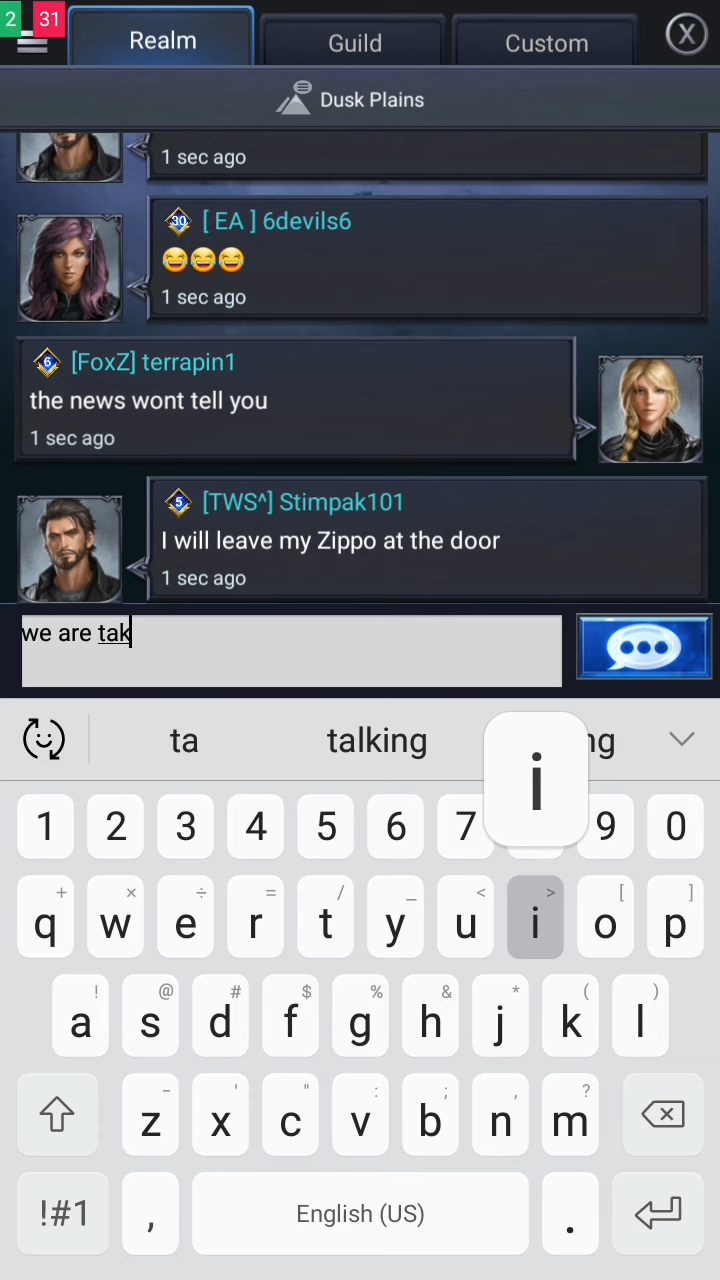 2 31
Realm
Guild
Custom
X
Dusk Plains
1 sec ago
30 [ EA ] 6devils6
😂😂😂
1 sec ago
6 [FoxZ] terrapin1
the news wont tell you
1 sec ago
5 [TWS^] Stimpak101
I will leave my Zippo at the door
1 sec ago
we are tak
ta talking ng
i
1 2 3 4 5 6 7 9 0
+ × ÷ = / _ < > [ ]
q w e r t y u i o p
! @ # $ % & * ( )
a s d f g h j k l
- ' " : ; , ?
z x c v b n m
!#1 , English (US) .